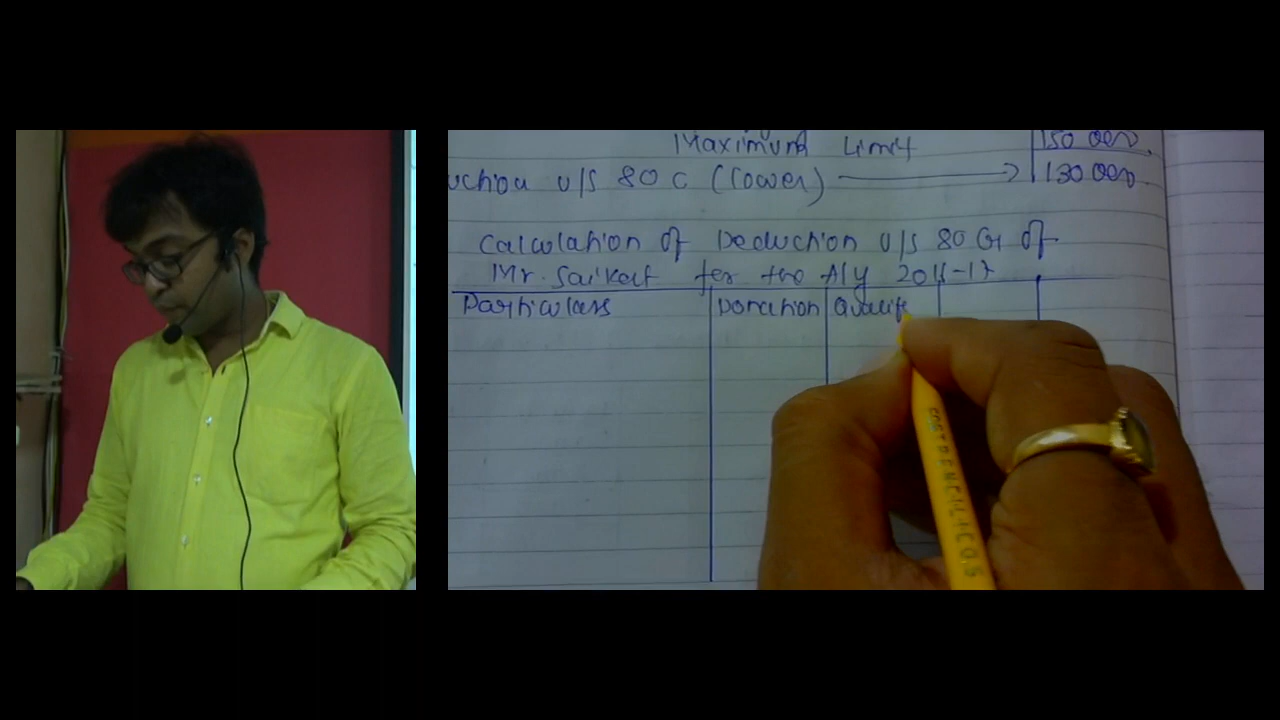 Maximum Limit 150 000
uction u/s 80 C (lower) 130 000
Calculation of Deduction u/s 80 G of
Mr. Saikat for the A/y 2016-17
Particulars Donation Qualify